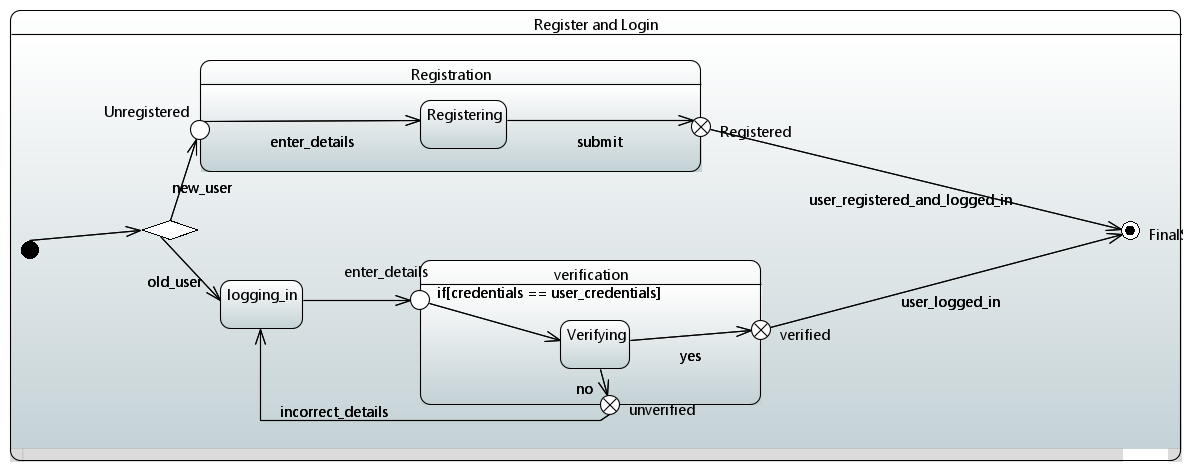 Register and Login
Registration
Unregistered
Registering
enter_details
submit
Registered
new_user
user_registered_and_logged_in
FinalS
old_user
logging_in
enter_details
verification
if[credentials == user_credentials]
user_logged_in
Verifying
verified
yes
no
incorrect_details
unverified